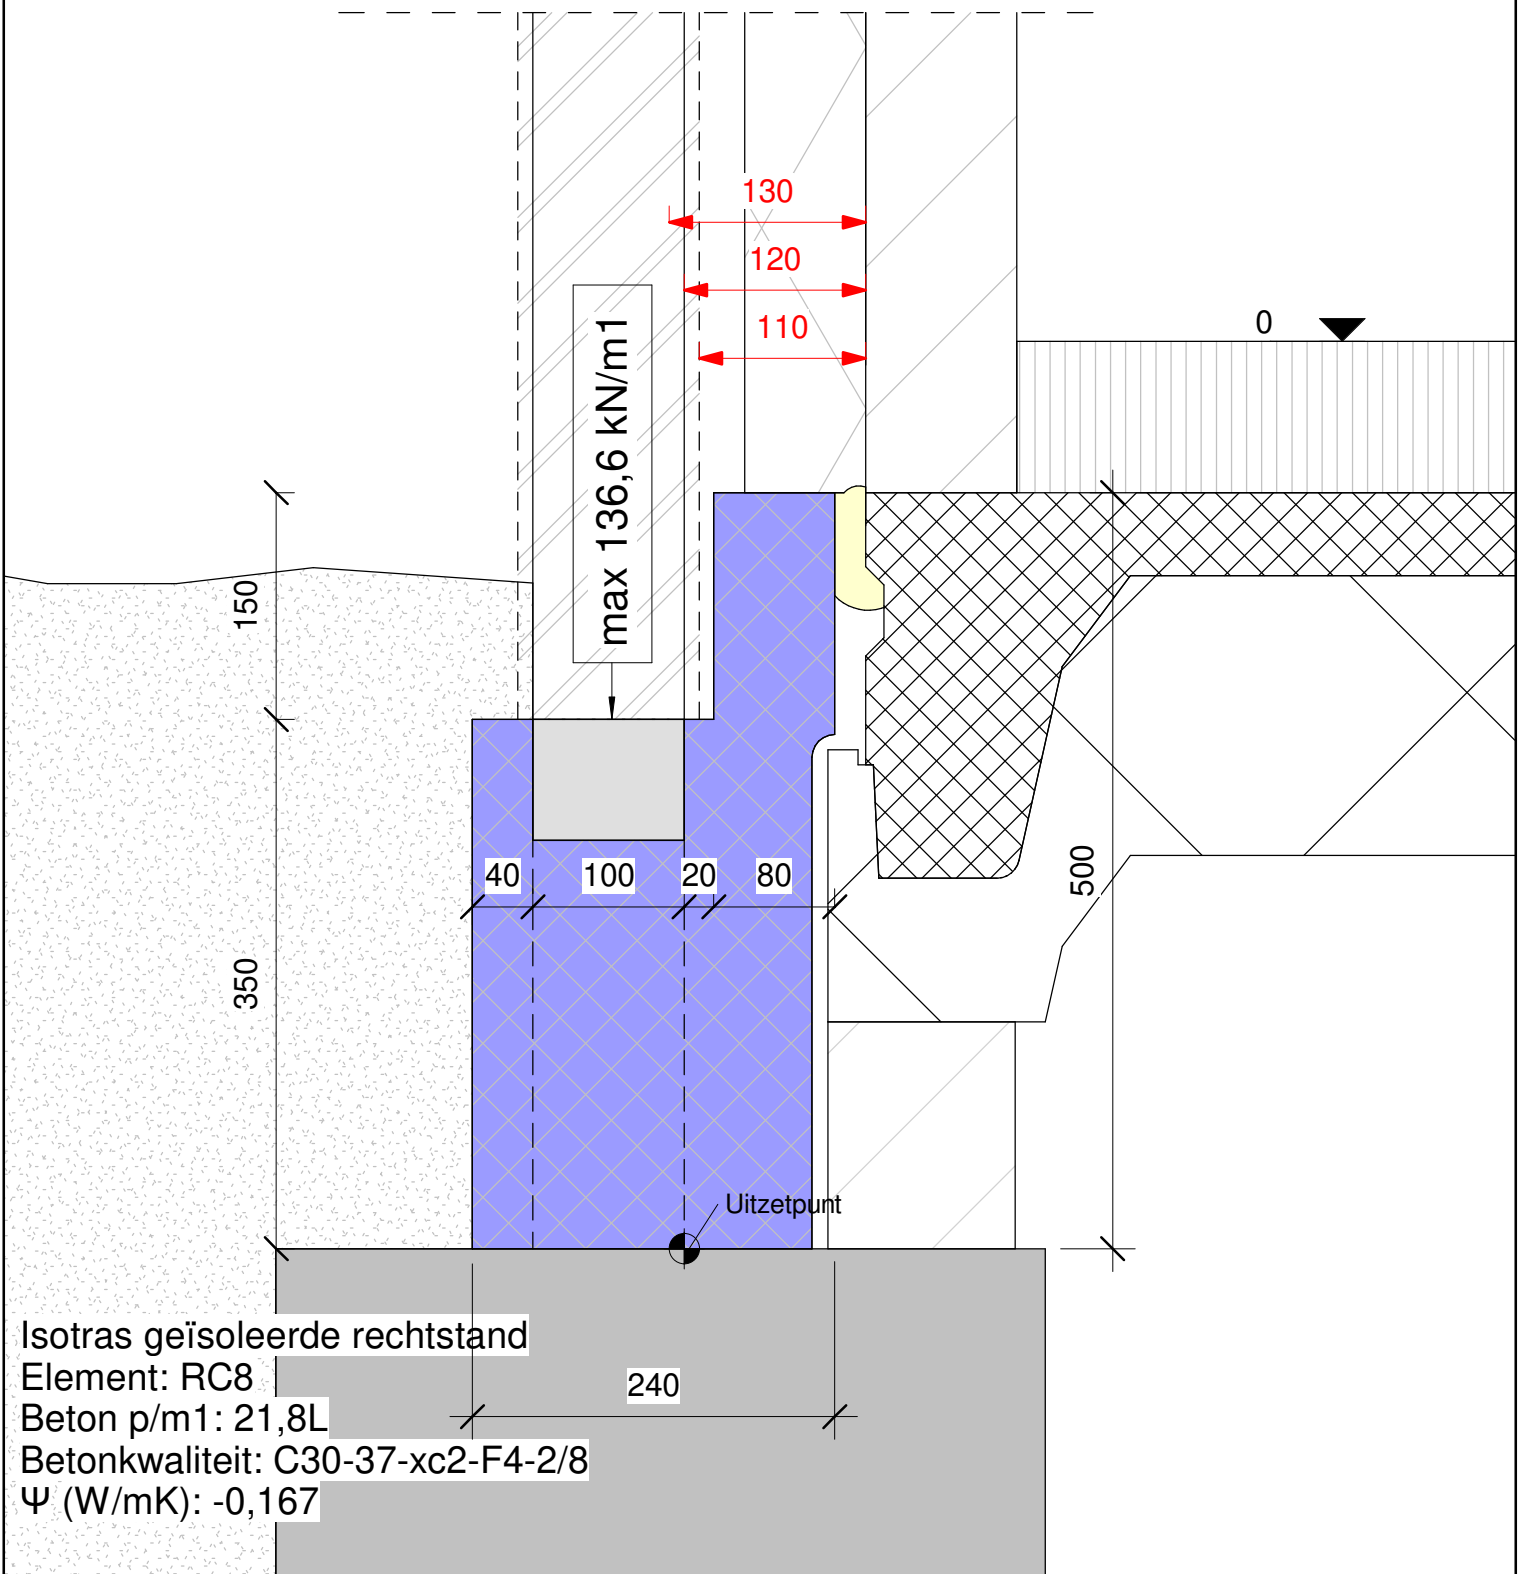 130
120
110
0
max 136,6 kN/m1
150
40
100
20
80
500
350
Uitzetpunt
Isotras geïsoleerde rechtstand
Element: RC8
240
Beton p/m1: 21,8L
Betonkwaliteit: C30-37-xc2-F4-2/8
Ψ (W/mK): -0,167